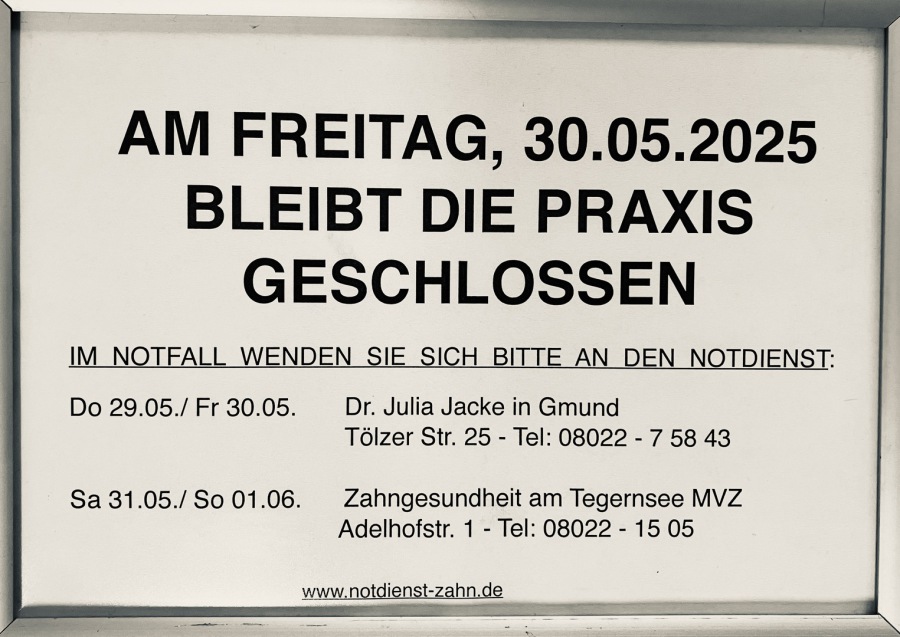 AM FREITAG, 30.05.2025
BLEIBT DIE PRAXIS
GESCHLOSSEN
IM NOTFALL WENDEN SIE SICH BITTE AN DEN NOTDIENST:
Do 29.05./ Fr 30.05. Dr. Julia Jacke in Gmund
Tölzer Str. 25 - Tel: 08022 - 7 58 43
Sa 31.05./ So 01.06. Zahngesundheit am Tegernsee MVZ
Adelhofstr. 1 - Tel: 08022 - 15 05
www.notdienst-zahn.de